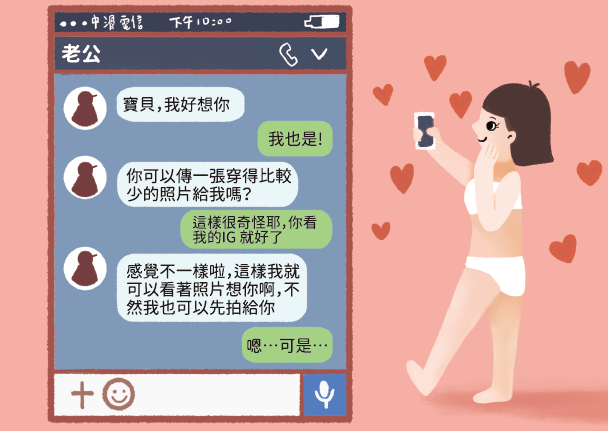 中滑電信 下午10:00
老公
寶貝,我好想你
我也是!
你可以傳一張穿得比較
少的照片給我嗎?
這樣很奇怪耶,你看
我的IG 就好了
感覺不一樣啦,這樣我就
可以看著照片想你啊,不
然我也可以先拍給你
嗯…可是…